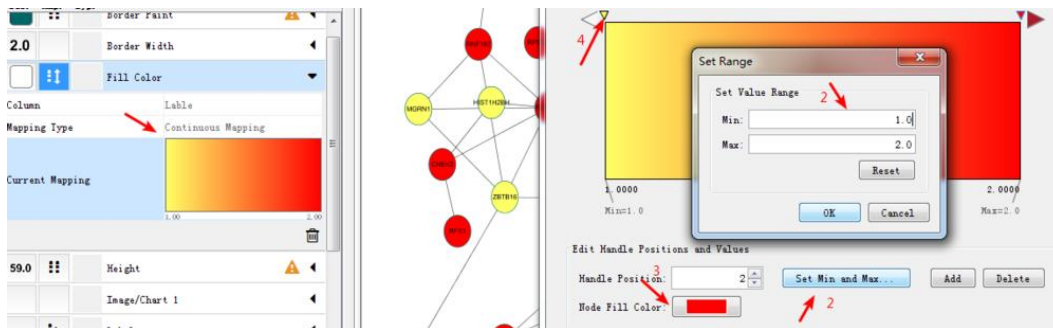 Border Paint
2.0
Border Width
Fill Color
Column
Lable
Mapping Type
Continuous Mapping
Current Mapping
1.00
2.00
59.0
Height
Image/Chart 1
MGRN1
HIST1H2BH
ZBTB16
4
Set Range
Set Value Range
2
Min:
1.0
Max:
2.0
Reset
OK
Cancel
1.0000
Min=1.0
2.0000
Max=2.0
Edit Handle Positions and Values
3
Handle Position:
2
Set Min and Max...
Add
Delete
Node Fill Color:
2